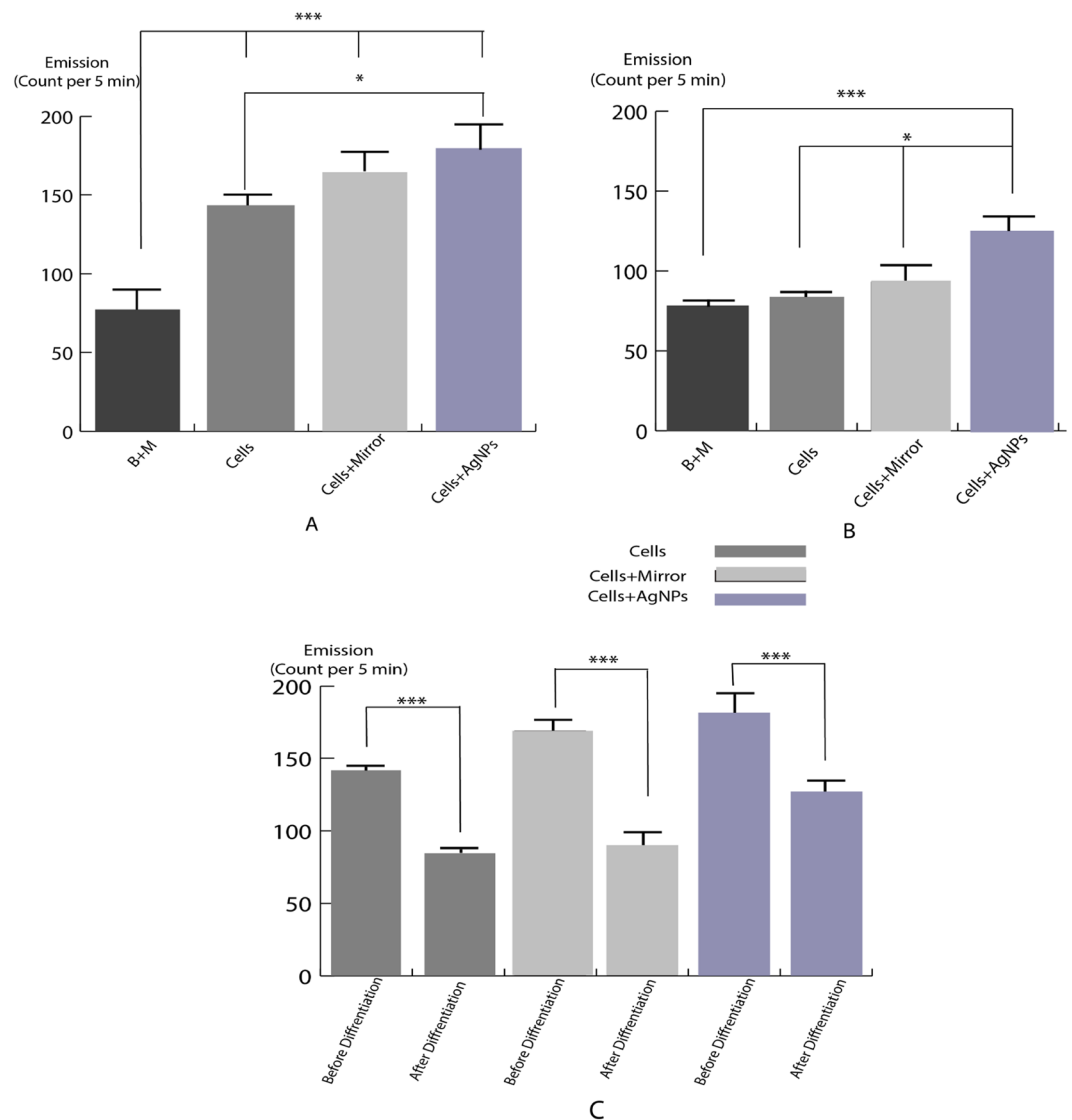 ***
Emission
(Count per 5 min)
*
200
150
100
50
0
B+M
Cells
Cells+Mirror
Cells+AgNPs
A
Emission
(Count per 5 min)
***
*
200
150
100
50
0
B+M
Cells
Cells+Mirror
Cells+AgNPs
B
Cells
Cells+Mirror
Cells+AgNPs
Emission
(Count per 5 min)
***
***
***
200
150
100
50
0
Before Diffrentiation
After Diffrentiation
Before Diffrentiation
After Diffrentiation
Before Diffrentiation
After Diffrentiation
C